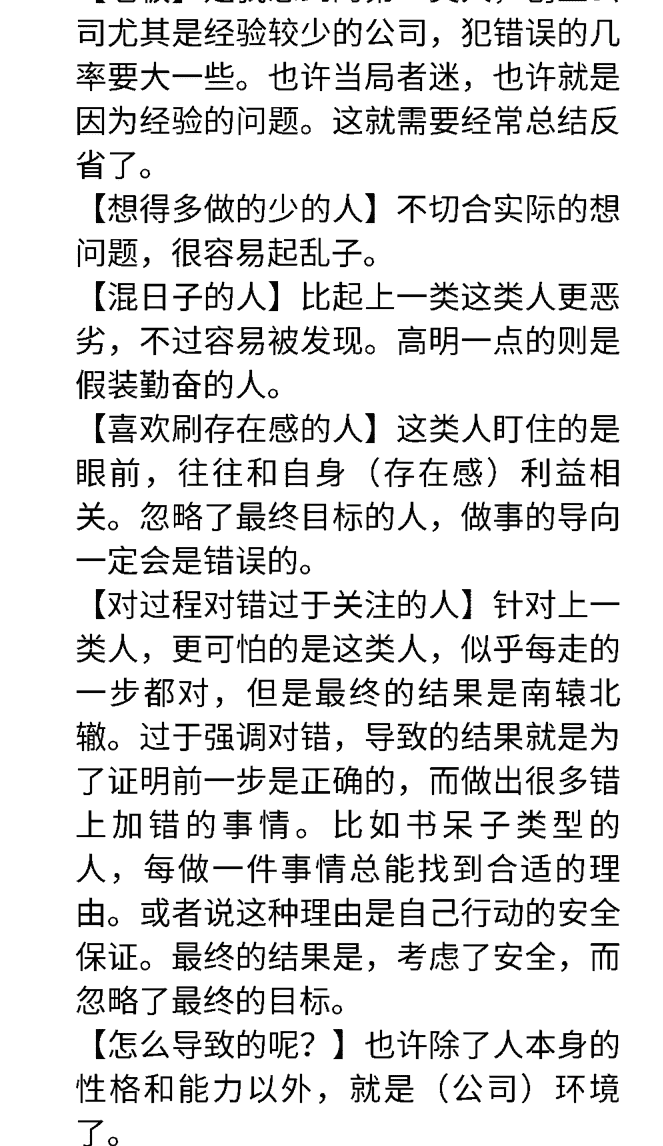 司尤其是经验较少的公司，犯错误的几
率要大一些。也许当局者迷，也许就是
因为经验的问题。这就需要经常总结反
省了。
【想得多做的少的人】不切合实际的想
问题，很容易起乱子。
【混日子的人】比起上一类这类人更恶
劣，不过容易被发现。高明一点的则是
假装勤奋的人。
【喜欢刷存在感的人】这类人盯住的是
眼前，往往和自身（存在感）利益相
关。忽略了最终目标的人，做事的导向
一定会是错误的。
【对过程对错过于关注的人】针对上一
类人，更可怕的是这类人，似乎每走的
一步都对，但是最终的结果是南辕北
辙。过于强调对错，导致的结果就是为
了证明前一步是正确的，而做出很多错
上加错的事情。比如书呆子类型的
人，每做一件事情总能找到合适的理
由。或者说这种理由是自己行动的安全
保证。最终的结果是，考虑了安全，而
忽略了最终的目标。
【怎么导致的呢？】也许除了人本身的
性格和能力以外，就是（公司）环境
了。